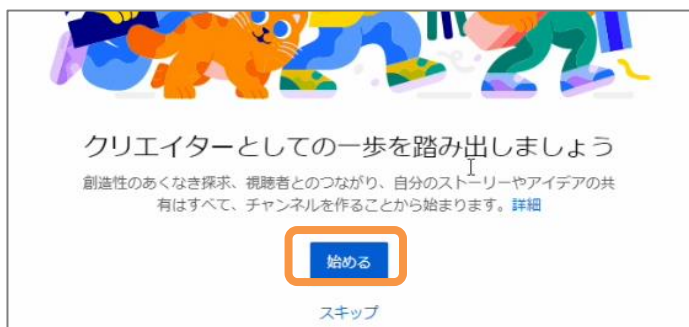 クリエイターとしての一歩を踏み出しましょう
創造性のあくなき探求、視聴者とのつながり、自分のストーリーやアイデアの共
有はすべて、チャンネルを作ることから始まります。詳細
始める
スキップ